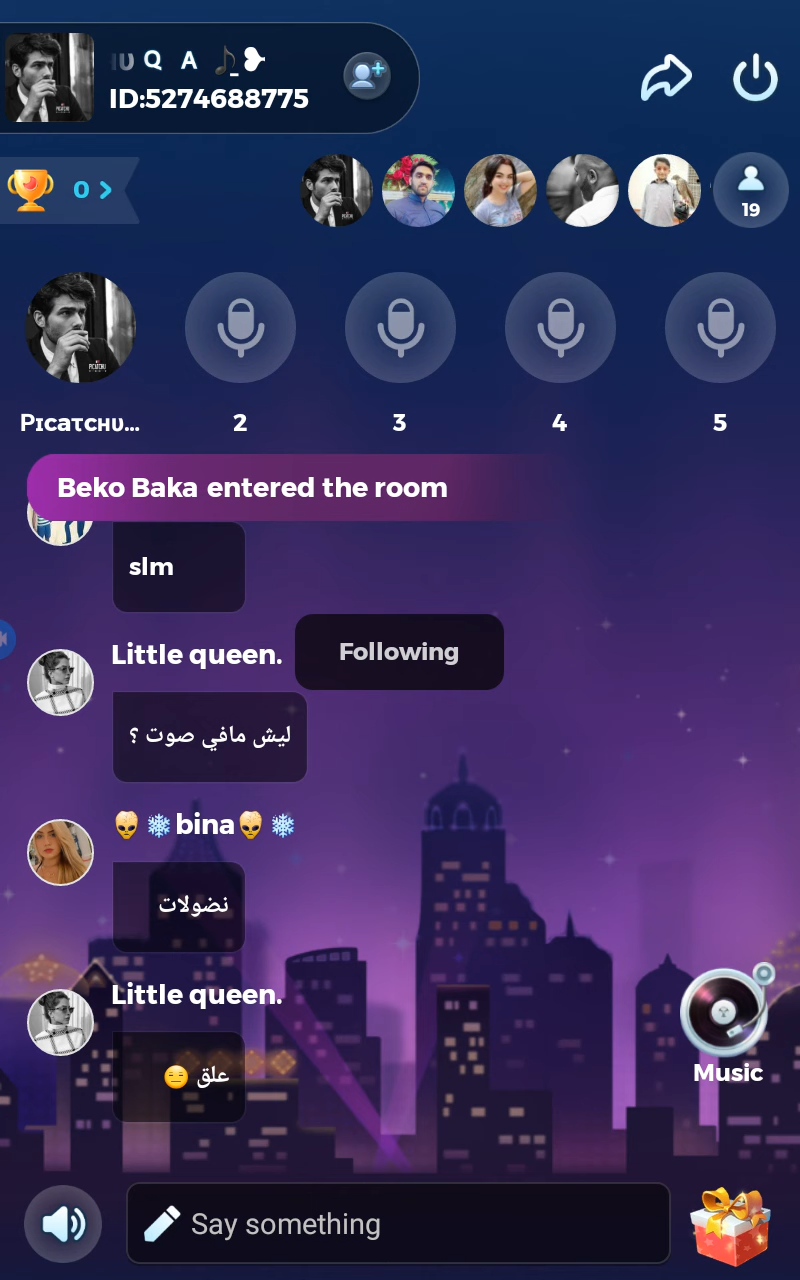 Q A
ID:5274688775
0
19
Pɪcaτcнυ...
2
3
4
5
Beko Baka entered the room
slm
Little queen.
Following
ليش مافي صوت ؟
👽❄bina👽❄
نضولات
Little queen.
علق 😑
Music
Say something